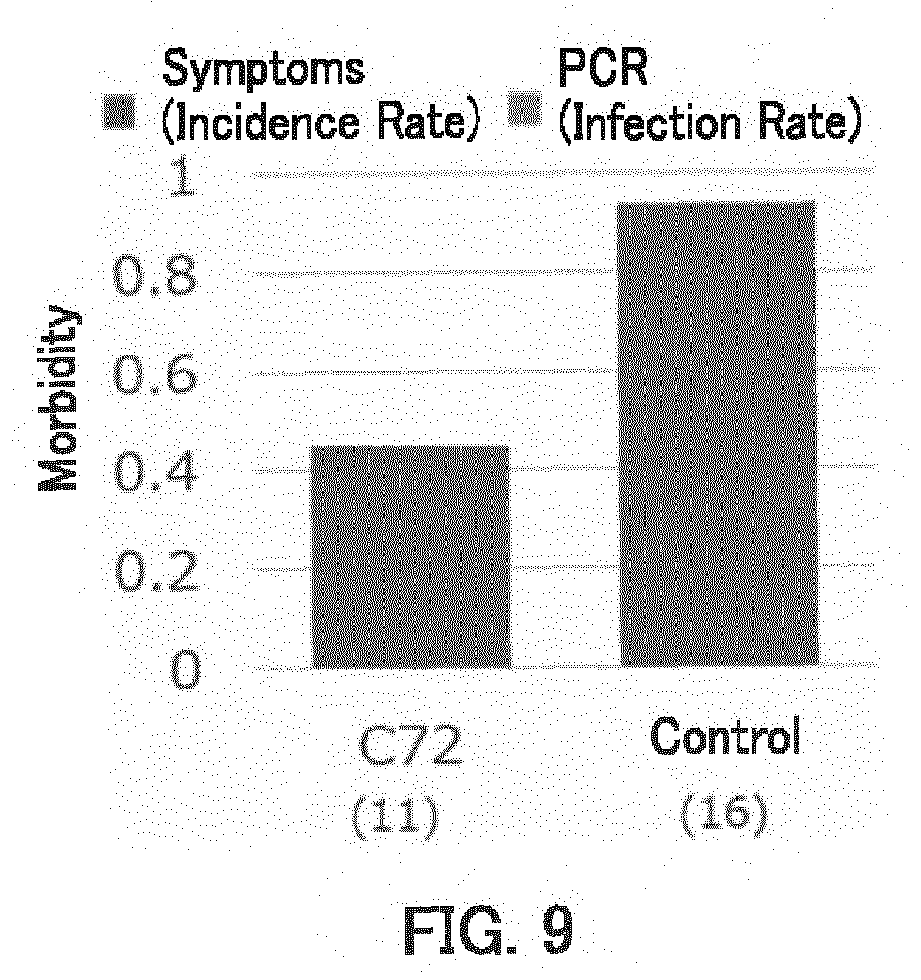 Symptoms
(Incidence Rate)
PCR
(Infection Rate)
1
0.8
0.6
0.4
0.2
0
Morbidity
C72
(11)
Control
(16)
FIG. 9